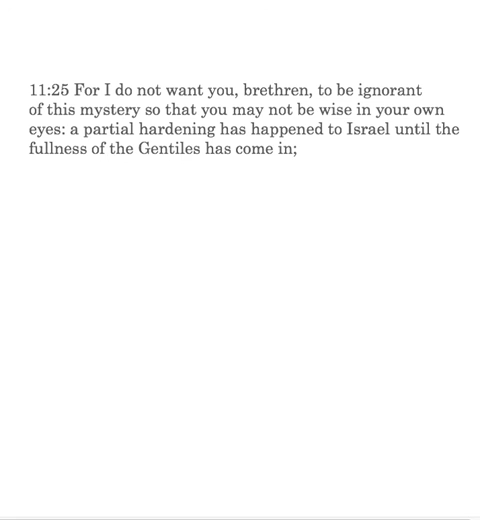 11:25 For I do not want you, brethren, to be ignorant
of this mystery so that you may not be wise in your own
eyes: a partial hardening has happened to Israel until the
fullness of the Gentiles has come in;